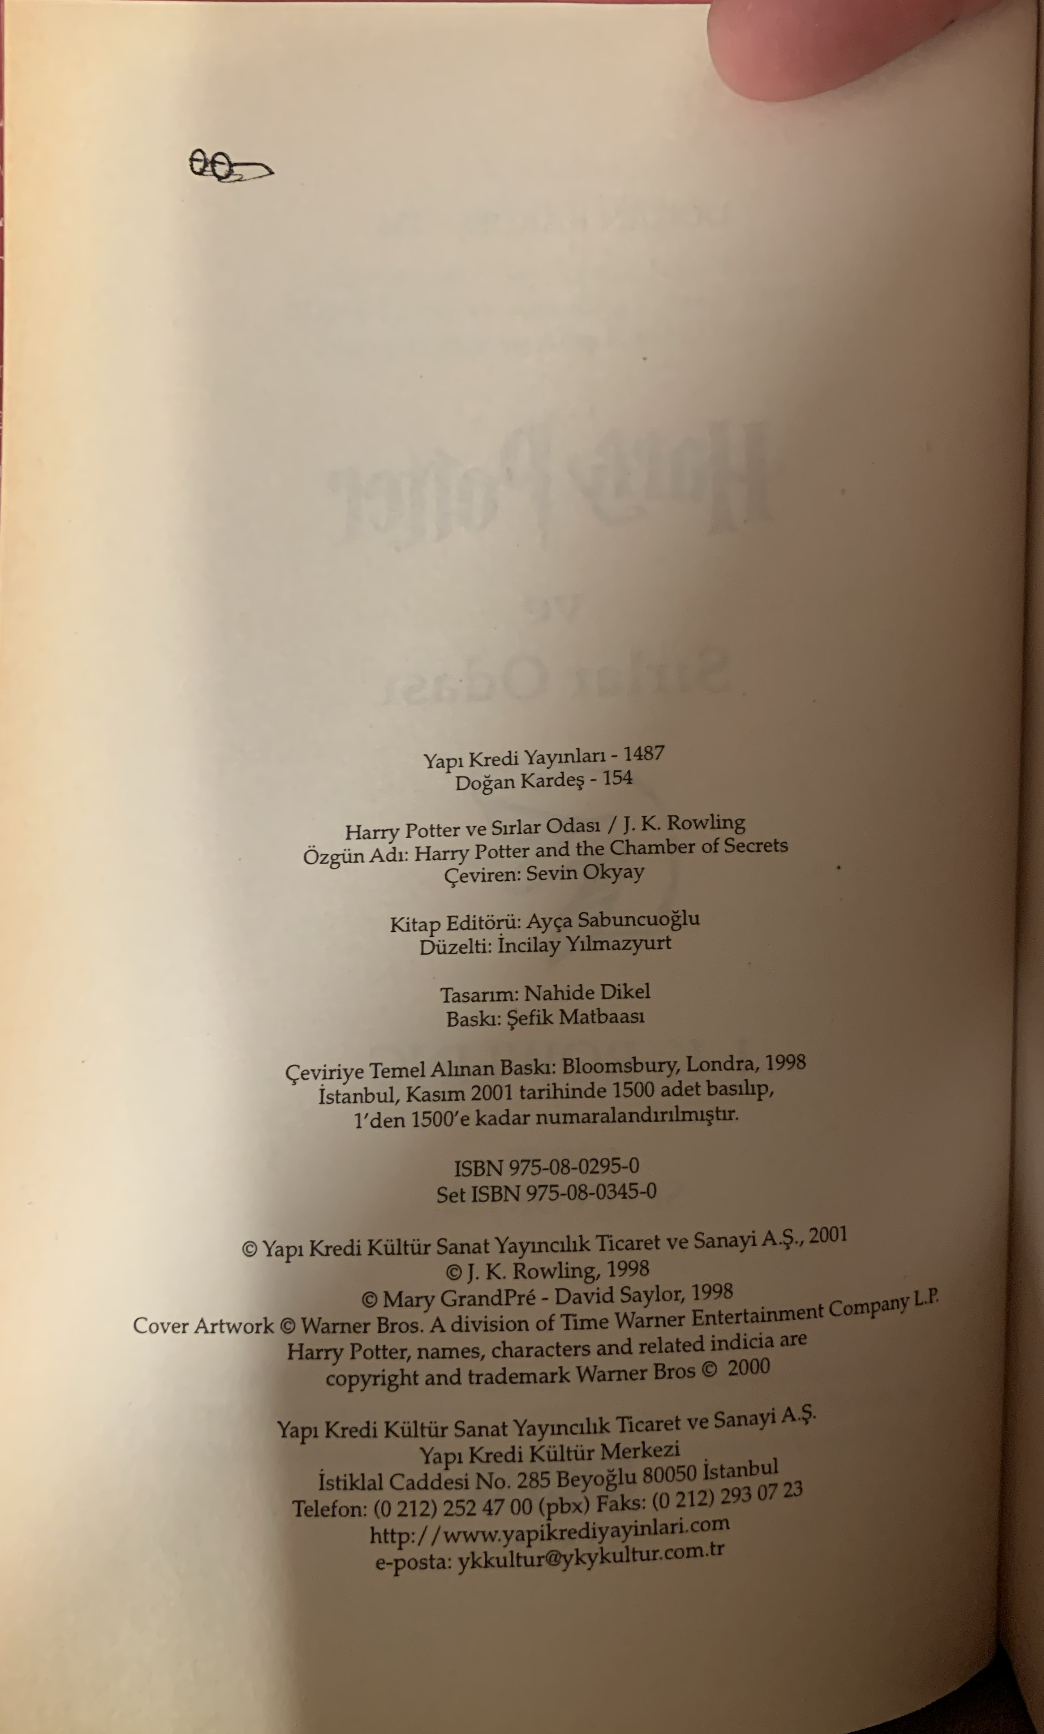 Yapı Kredi Yayınları - 1487
Doğan Kardeş - 154
Harry Potter ve Sırlar Odası / J. K. Rowling
Özgün Adı: Harry Potter and the Chamber of Secrets
Çeviren: Sevin Okyay
Kitap Editörü: Ayça Sabuncuoğlu
Düzelti: İncilay Yılmazyurt
Tasarım: Nahide Dikel
Baskı: Şefik Matbaası
Çeviriye Temel Alınan Baskı: Bloomsbury, Londra, 1998
İstanbul, Kasım 2001 tarihinde 1500 adet basılıp,
1'den 1500'e kadar numaralandırılmıştır.
ISBN 975-08-0295-0
Set ISBN 975-08-0345-0
© Yapı Kredi Kültür Sanat Yayıncılık Ticaret ve Sanayi A.Ş., 2001
© J. K. Rowling, 1998
© Mary GrandPré - David Saylor, 1998
Cover Artwork © Warner Bros. A division of Time Warner Entertainment Company L.P.
Harry Potter, names, characters and related indicia are
copyright and trademark Warner Bros © 2000
Yapı Kredi Kültür Sanat Yayıncılık Ticaret ve Sanayi A.Ş.
Yapı Kredi Kültür Merkezi
İstiklal Caddesi No. 285 Beyoğlu 80050 İstanbul
Telefon: (0 212) 252 47 00 (pbx) Faks: (0 212) 293 07 23
http://www.yapikrediyayinlari.com
e-posta: ykkultur@ykykultur.com.tr